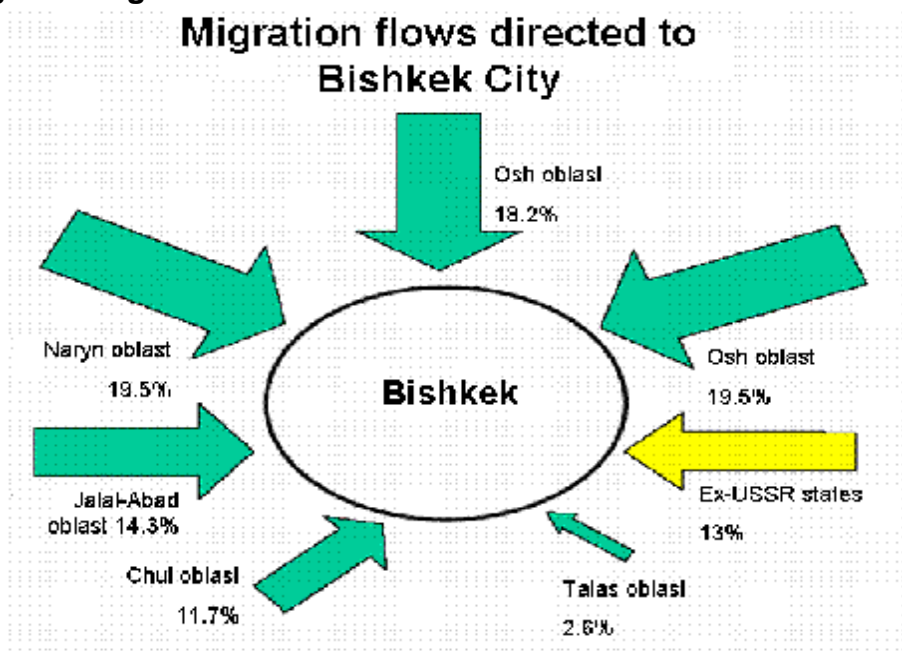 Migration flows directed to
Bishkek City
Osh oblast
18.2%
Naryn oblast
19.5%
Osh oblast
19.5%
Bishkek
Jalal-Abad
oblast 14.3%
Ex-USSR states
13%
Chui oblast
11.7%
Talas oblast
2.6%